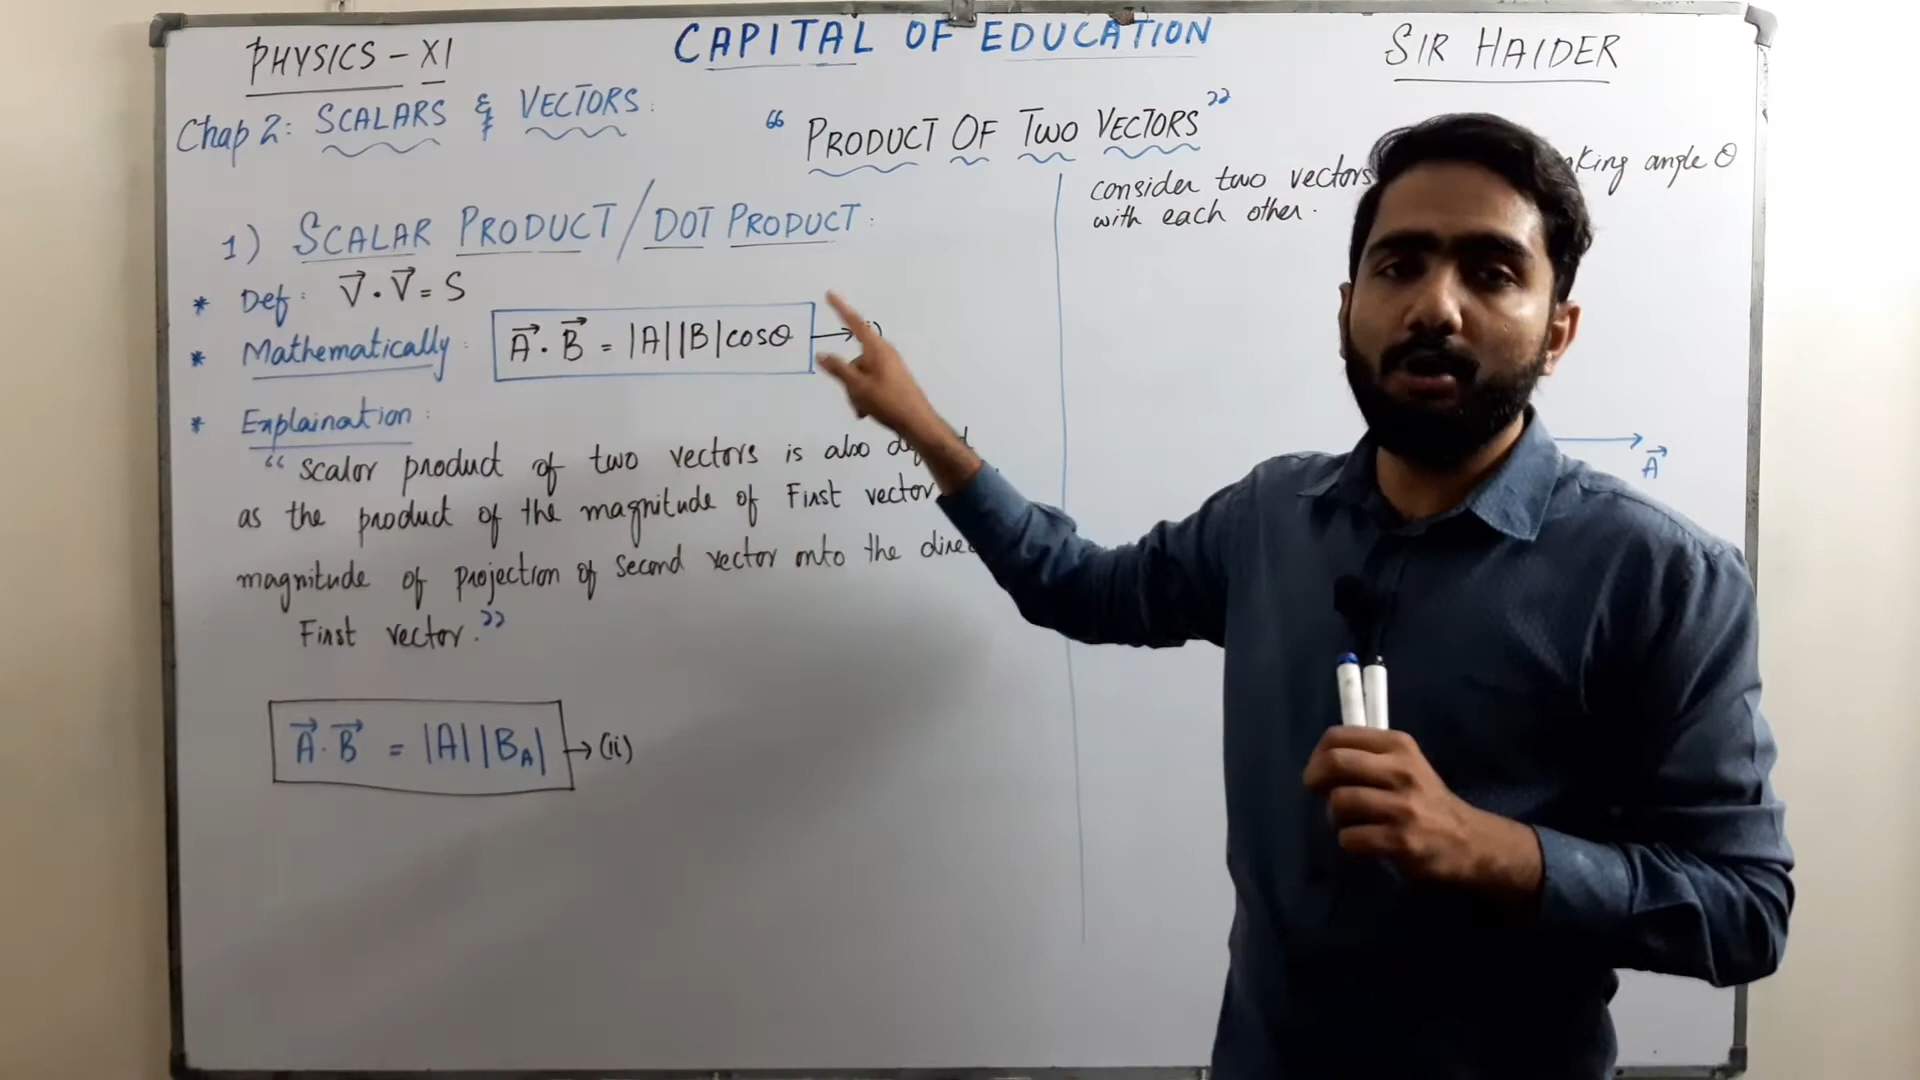 PHYSICS - XI
CAPITAL OF EDUCATION
SIR HAIDER
Chap 2: SCALARS & VECTORS:
“ PRODUCT OF TWO VECTORS ”
1) SCALAR PRODUCT / DOT PRODUCT:
* Def: V⃗ . V⃗ = S
* Mathematically: A⃗ . B⃗ = |A||B|cosθ →
* Explaination:
“ scalor product of two vectors is also
as the product of the magnitude of First vector
magnitude of projection of second vector onto the
First vector. ”
A⃗ . B⃗ = |A||B_A| → (ii)
consider two vectors angle θ
with each other.
A⃗